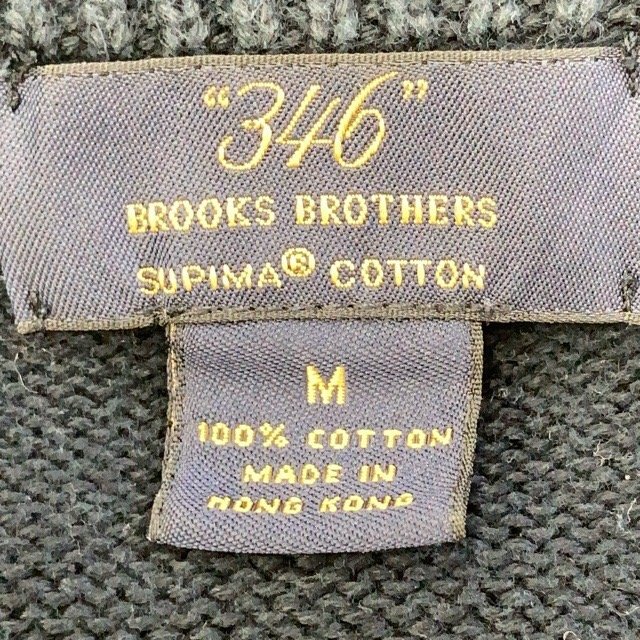 "346"
BROOKS BROTHERS
SUPIMA® COTTON
M
100% COTTON
MADE IN
HONG KONG